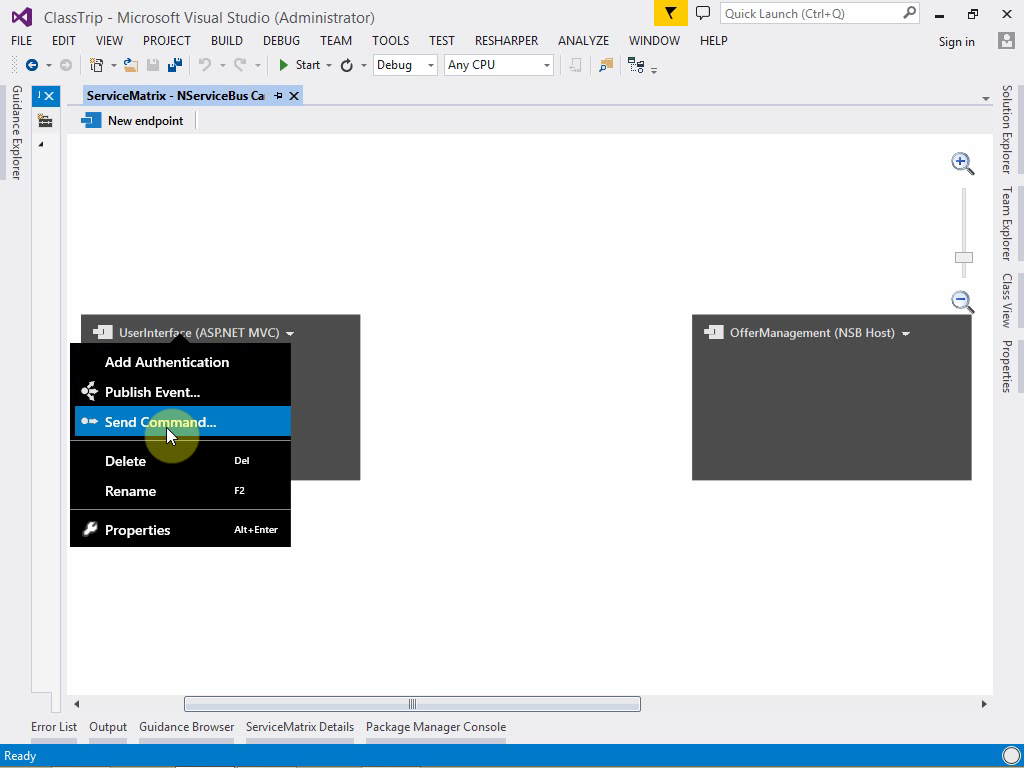 ClassTrip - Microsoft Visual Studio (Administrator)
Quick Launch (Ctrl+Q)
FILE EDIT VIEW PROJECT BUILD DEBUG TEAM TOOLS TEST RESHARPER ANALYZE WINDOW HELP
Sign in
Start Debug Any CPU
Guidance Explorer
ServiceMatrix - NServiceBus Ca
New endpoint
UserInterface (ASP.NET MVC)
Add Authentication
Publish Event...
Send Command...
Delete Del
Rename F2
Properties Alt+Enter
OfferManagement (NSB Host)
Solution Explorer
Team Explorer
Class View
Properties
Error List Output Guidance Browser ServiceMatrix Details Package Manager Console
Ready